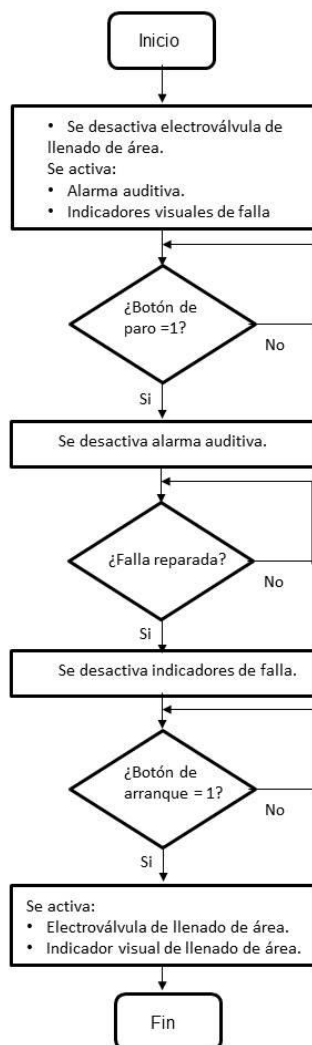 Inicio
• Se desactiva electroválvula de
llenado de área.
Se activa:
• Alarma auditiva.
• Indicadores visuales de falla
¿Botón de
paro =1?
No
Si
Se desactiva alarma auditiva.
¿Falla reparada?
No
Si
Se desactiva indicadores de falla.
¿Botón de
arranque = 1?
No
Si
Se activa:
• Electroválvula de llenado de área.
• Indicador visual de llenado de área.
Fin